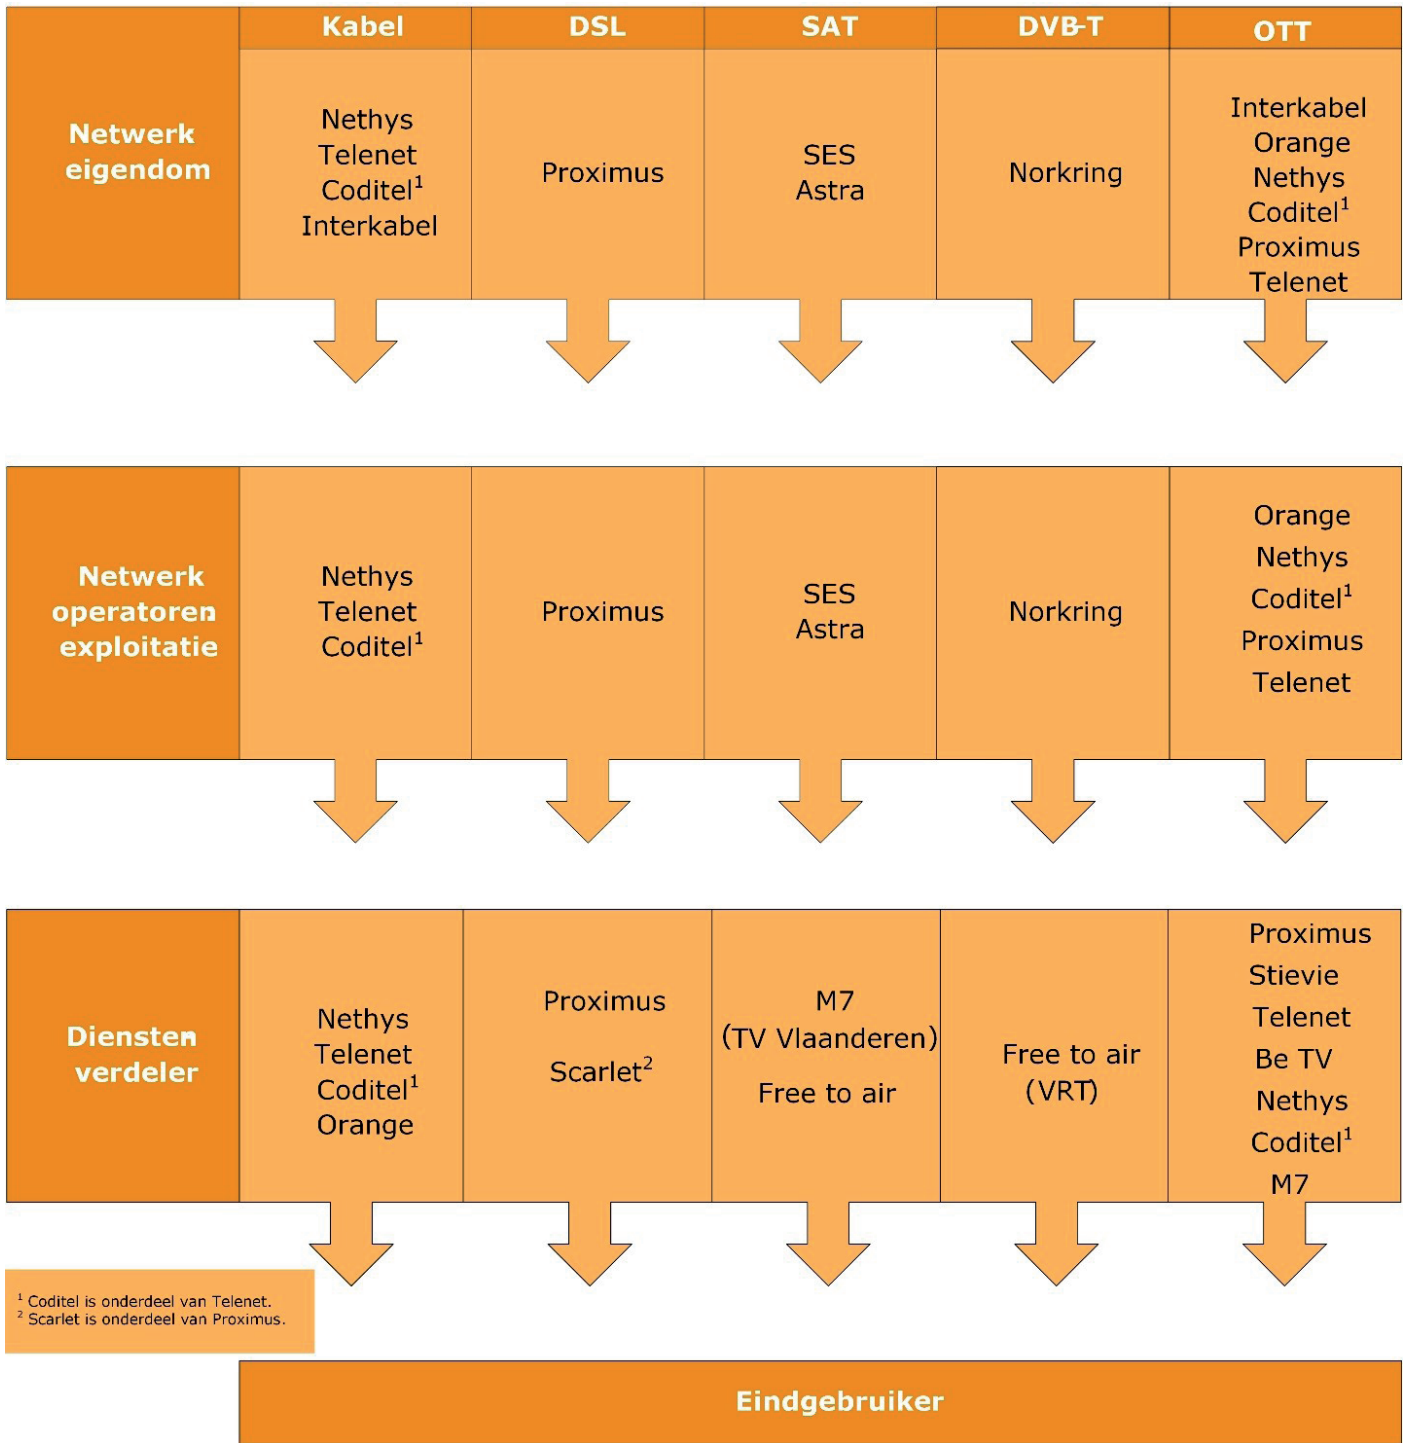 Kabel
DSL
SAT
DVB-T
OTT
Netwerk
eigendom
Nethys
Telenet
Coditel¹
Interkabel
Proximus
SES
Astra
Norkring
Interkabel
Orange
Nethys
Coditel¹
Proximus
Telenet
Netwerk
operatoren
exploitatie
Nethys
Telenet
Coditel¹
Proximus
SES
Astra
Norkring
Orange
Nethys
Coditel¹
Proximus
Telenet
Diensten
verdeler
Nethys
Telenet
Coditel¹
Orange
Proximus
Scarlet²
M7
(TV Vlaanderen)
Free to air
Free to air
(VRT)
Proximus
Stievie
Telenet
Be TV
Nethys
Coditel¹
M7
¹ Coditel is onderdeel van Telenet.
² Scarlet is onderdeel van Proximus.
Eindgebruiker